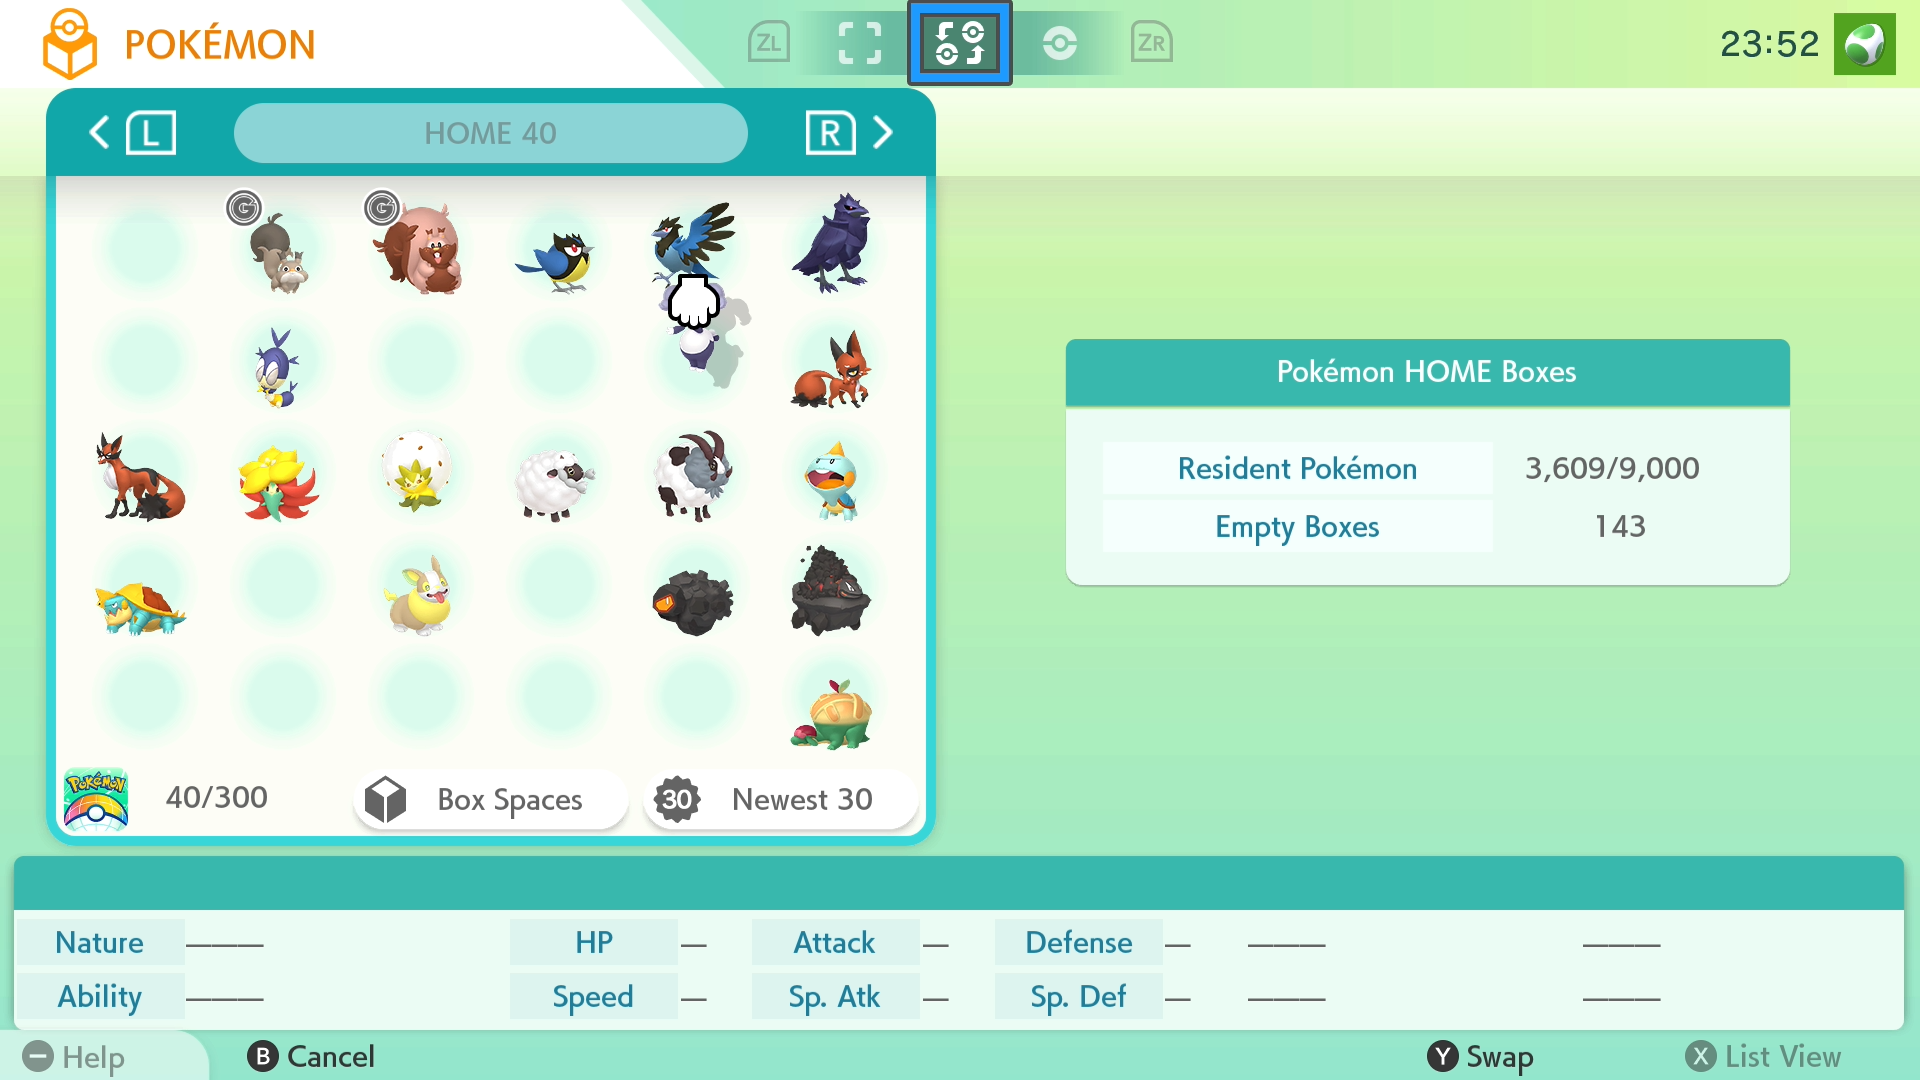 POKÉMON
ZL
ZR
23:52
L
HOME 40
R
Pokémon HOME Boxes
Resident Pokémon 3,609/9,000
Empty Boxes 143
Pokémon
40/300
Box Spaces
30
Newest 30
Nature ———
HP —
Attack —
Defense —
———
———
Ability ———
Speed —
Sp. Atk —
Sp. Def —
———
———
Help
B Cancel
Y Swap
X List View